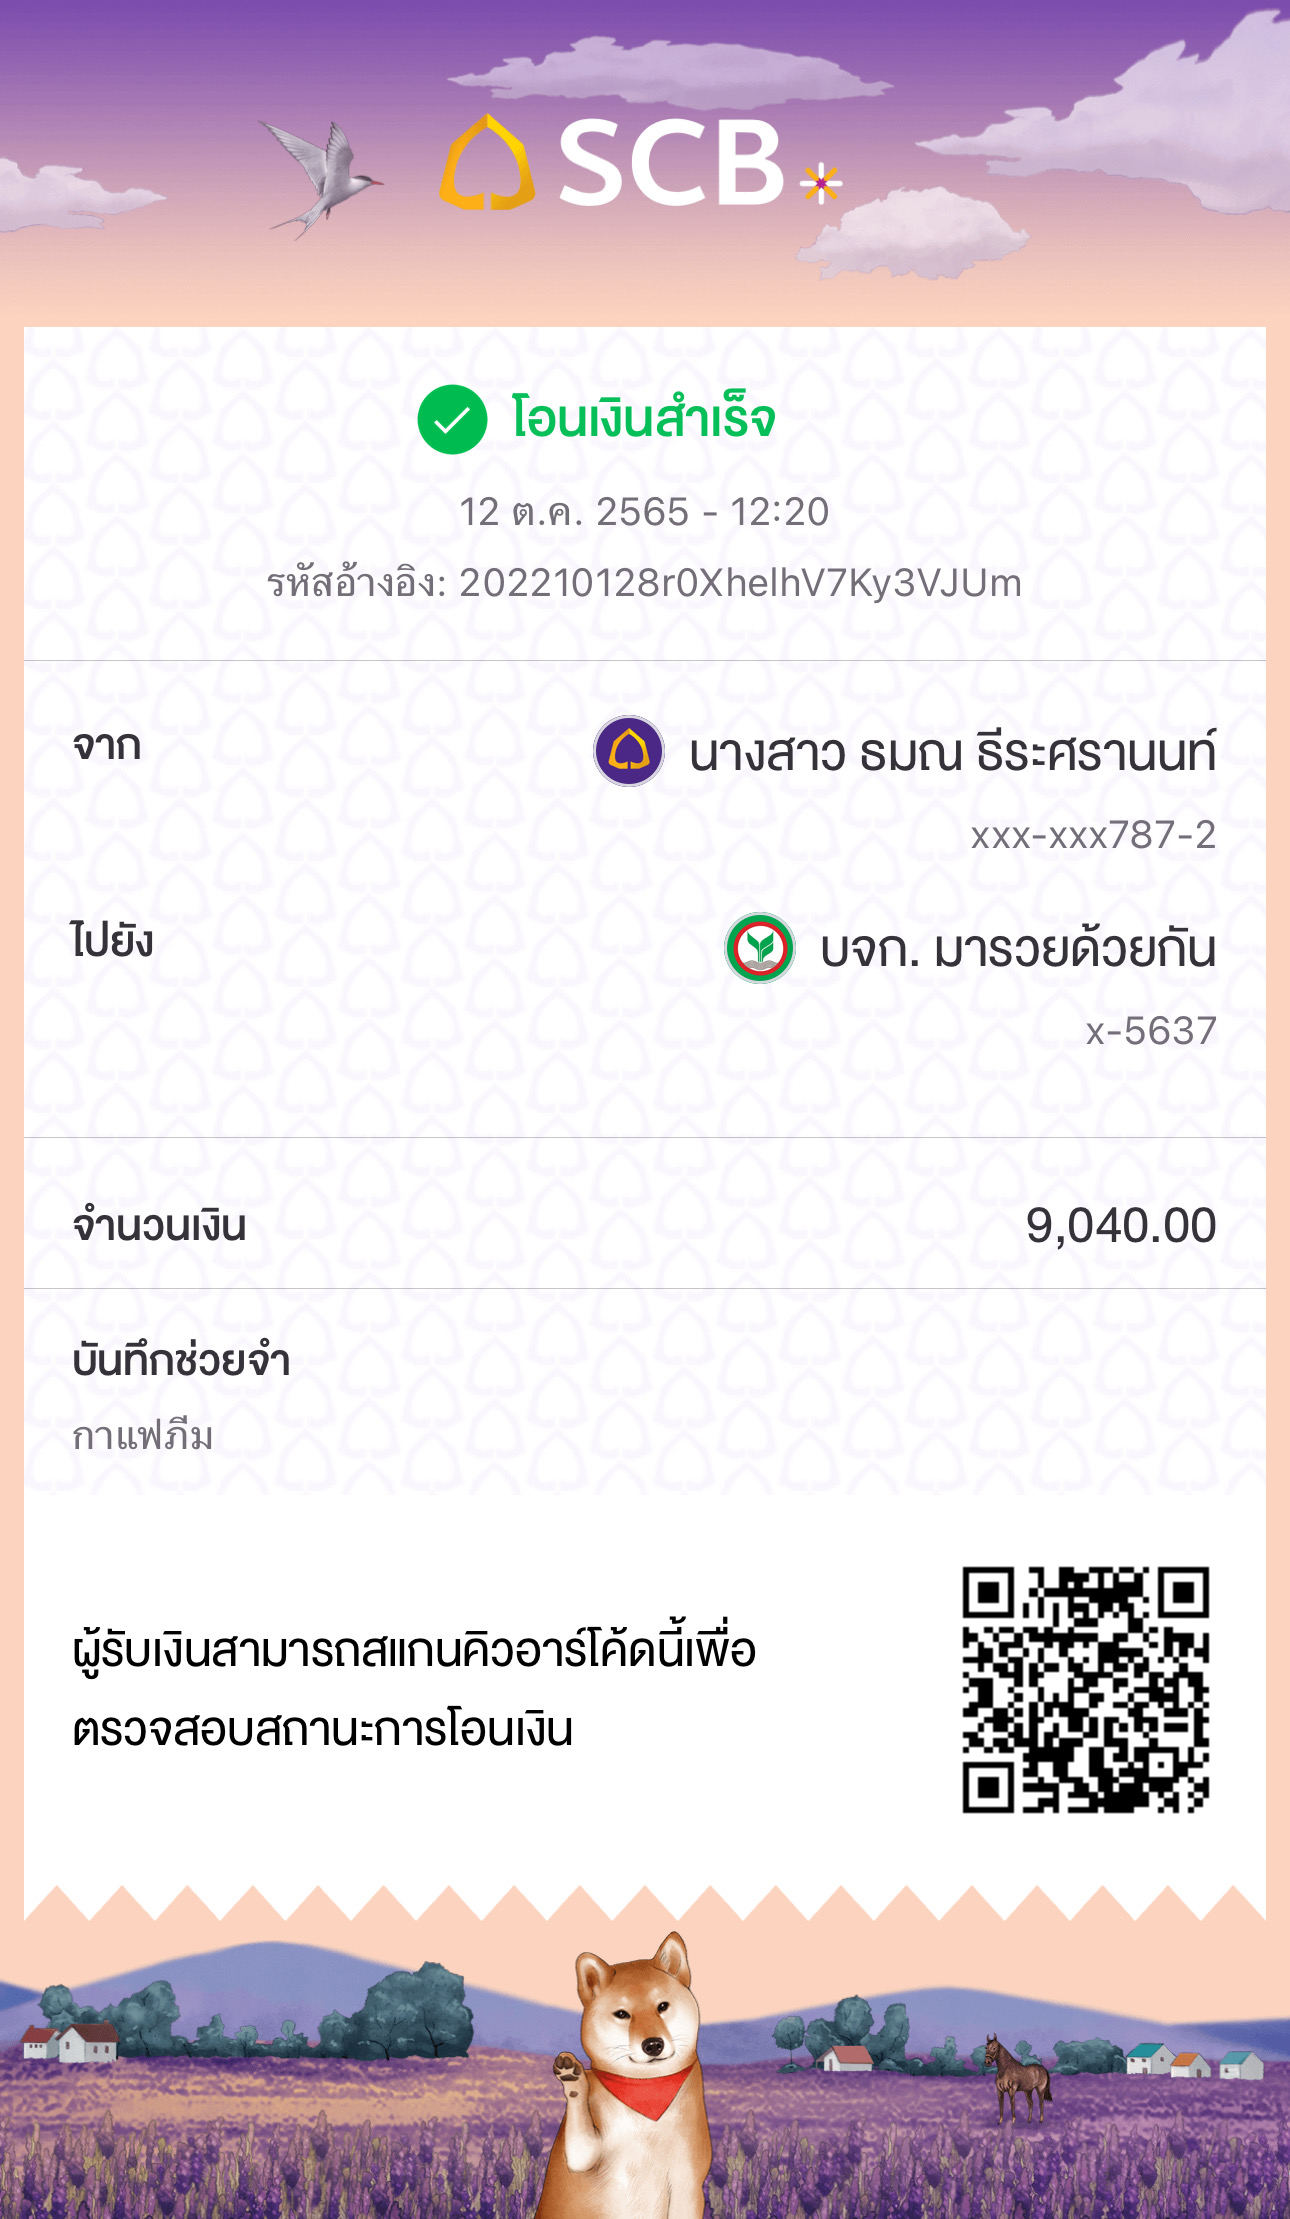 SCB
โอนเงินสำเร็จ
12 ต.ค. 2565 - 12:20
รหัสอ้างอิง: 202210128r0XhelhV7Ky3VJUm
จาก
นางสาว ธมณ ธีระศรานนท์
xxx-xxx787-2
ไปยัง
บจก. มารวยด้วยกัน
x-5637
จำนวนเงิน
9,040.00
บันทึกช่วยจำ
กาแฟภีม
ผู้รับเงินสามารถสแกนคิวอาร์โค้ดนี้เพื่อ
ตรวจสอบสถานะการโอนเงิน